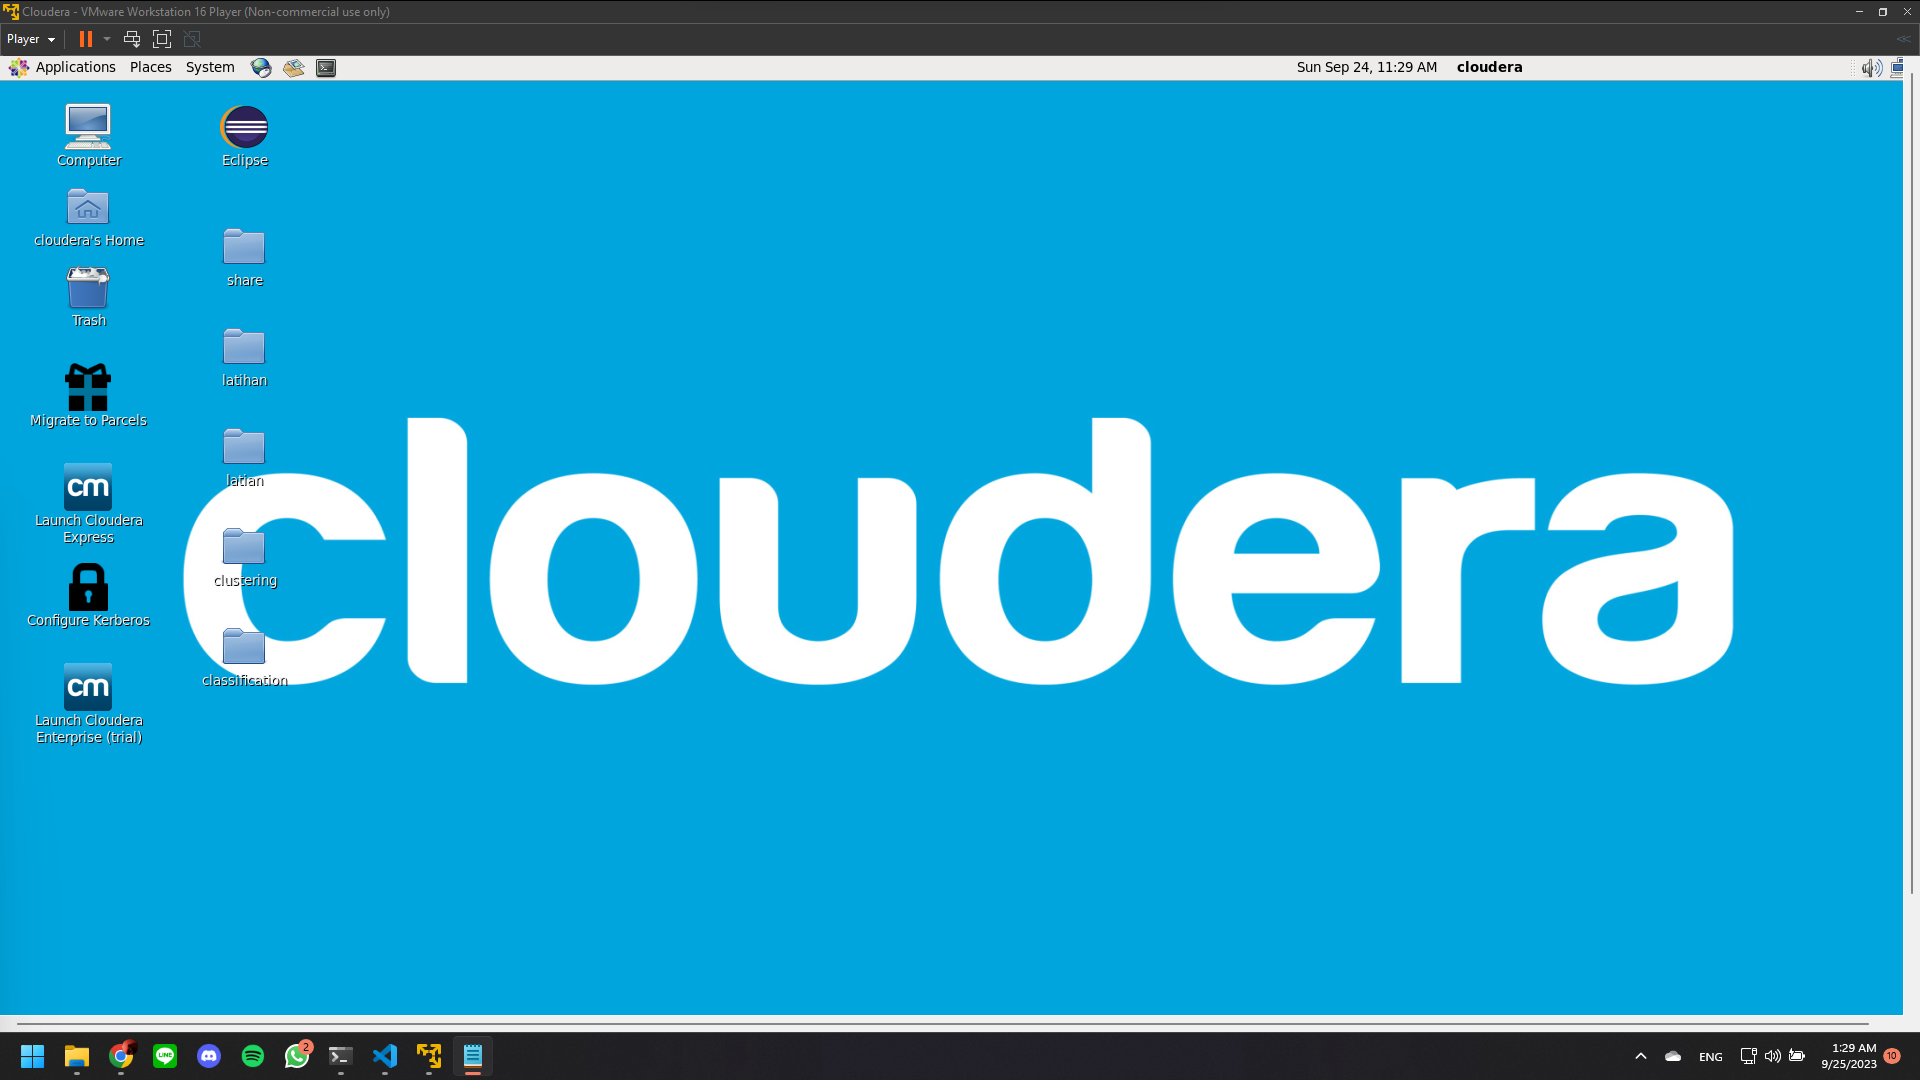 Cloudera - VMware Workstation 16 Player (Non-commercial use only)
Player
Applications Places System
Sun Sep 24, 11:29 AM cloudera
Computer
Eclipse
cloudera's Home
share
Trash
latihan
Migrate to Parcels
latian
cm
Launch Cloudera
Express
clustering
Configure Kerberos
classification
cm
Launch Cloudera
Enterprise (trial)
cloudera
LINE
2
ENG
1:29 AM
9/25/2023
10